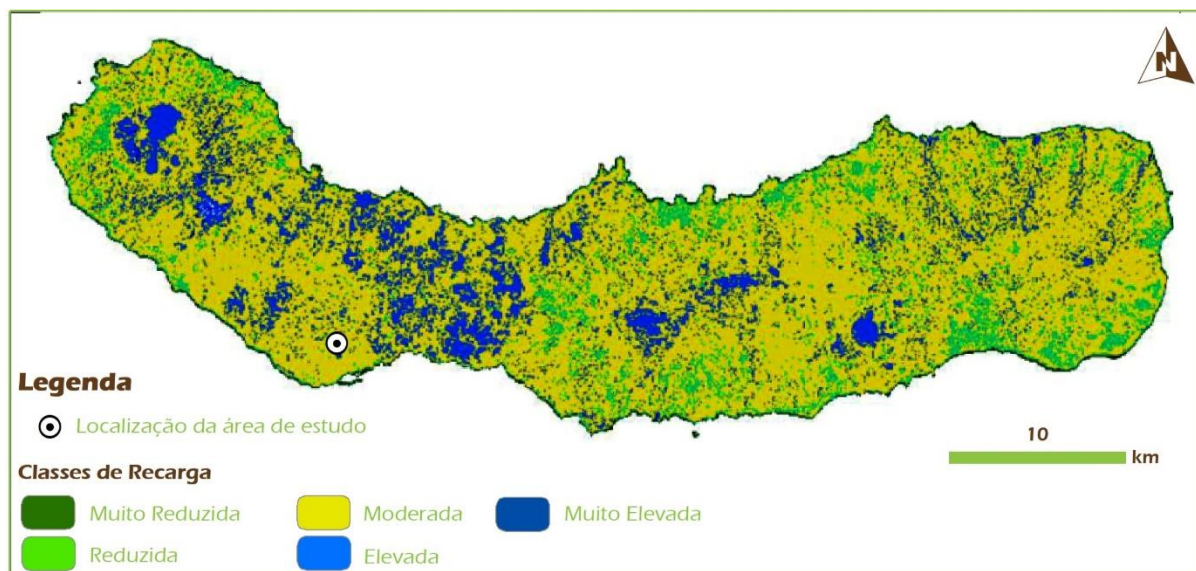 N
Legenda
Localização da área de estudo
10
km
Classes de Recarga
Muito Reduzida
Moderada
Muito Elevada
Reduzida
Elevada